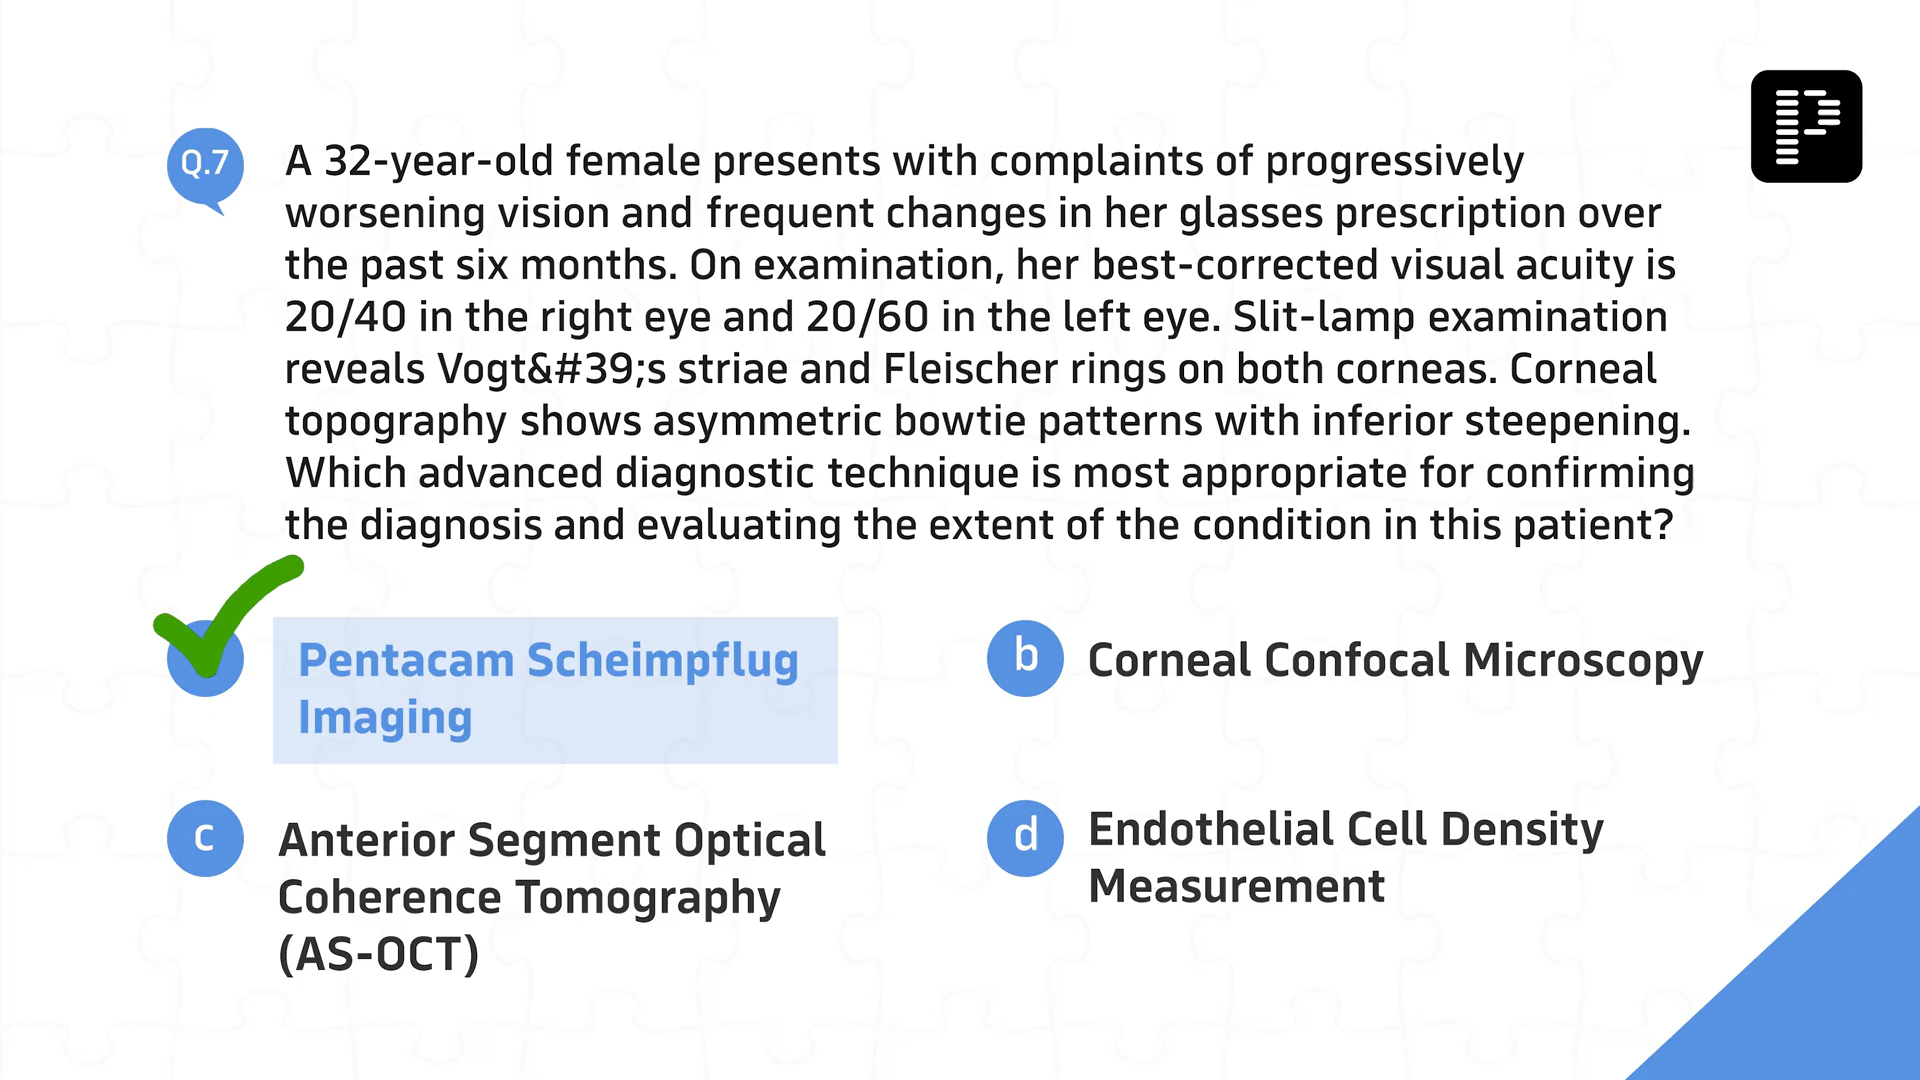 Q.7
A 32-year-old female presents with complaints of progressively
worsening vision and frequent changes in her glasses prescription over
the past six months. On examination, her best-corrected visual acuity is
20/40 in the right eye and 20/60 in the left eye. Slit-lamp examination
reveals Vogt&#39;s striae and Fleischer rings on both corneas. Corneal
topography shows asymmetric bowtie patterns with inferior steepening.
Which advanced diagnostic technique is most appropriate for confirming
the diagnosis and evaluating the extent of the condition in this patient?
Pentacam Scheimpflug
Imaging
b
Corneal Confocal Microscopy
c
Anterior Segment Optical
Coherence Tomography
(AS-OCT)
d
Endothelial Cell Density
Measurement
P